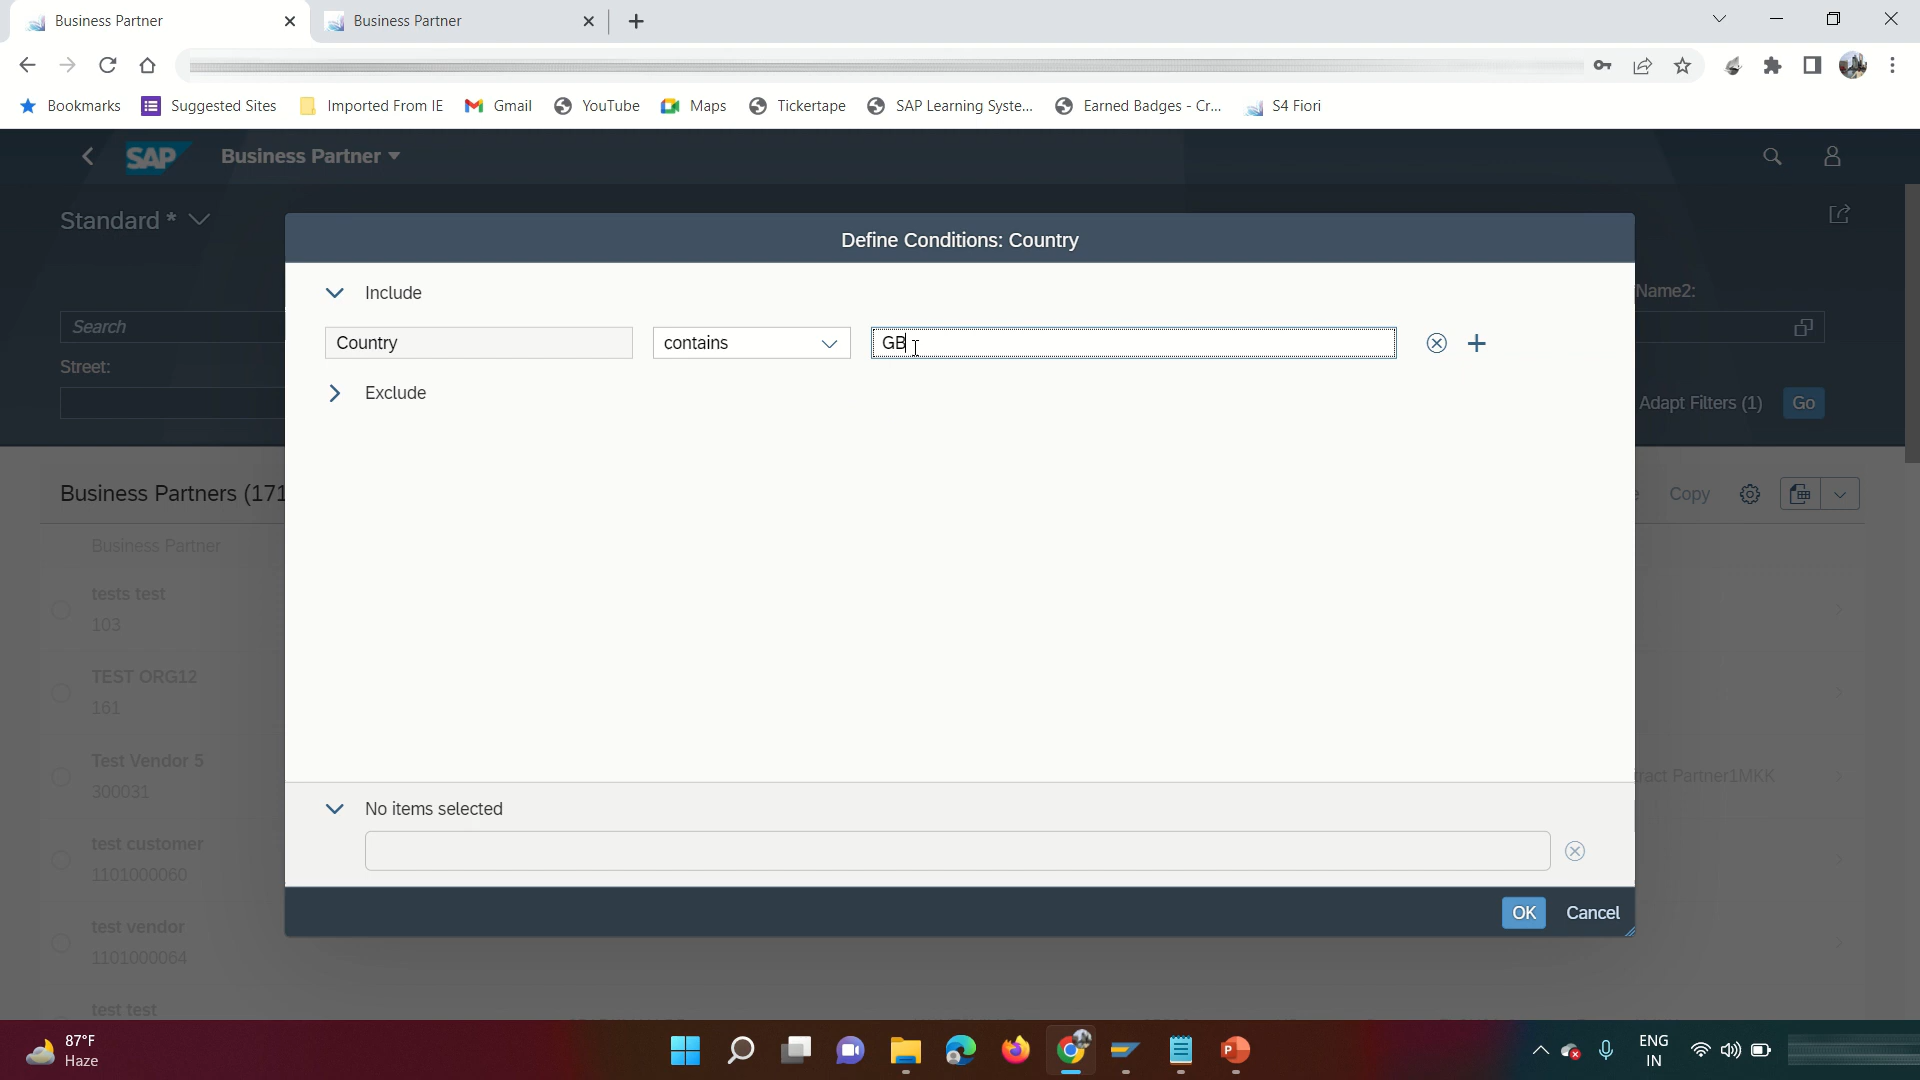 Business Partner
Business Partner
Bookmarks Suggested Sites Imported From IE Gmail YouTube Maps Tickertape SAP Learning Syste... Earned Badges - Cr... S4 Fiori
SAP Business Partner
Standard *
Define Conditions: Country
Include
Name2:
Search
Country contains GB
Street:
Exclude
Adapt Filters (1) Go
Business Partners (171
Copy
Business Partner
tests test
103
TEST ORG12
161
Test Vendor 5
300031
tract Partner1MKK
No items selected
test customer
1101000060
OK Cancel
test vendor
1101000064
test test
87°F
Haze
ENG
IN